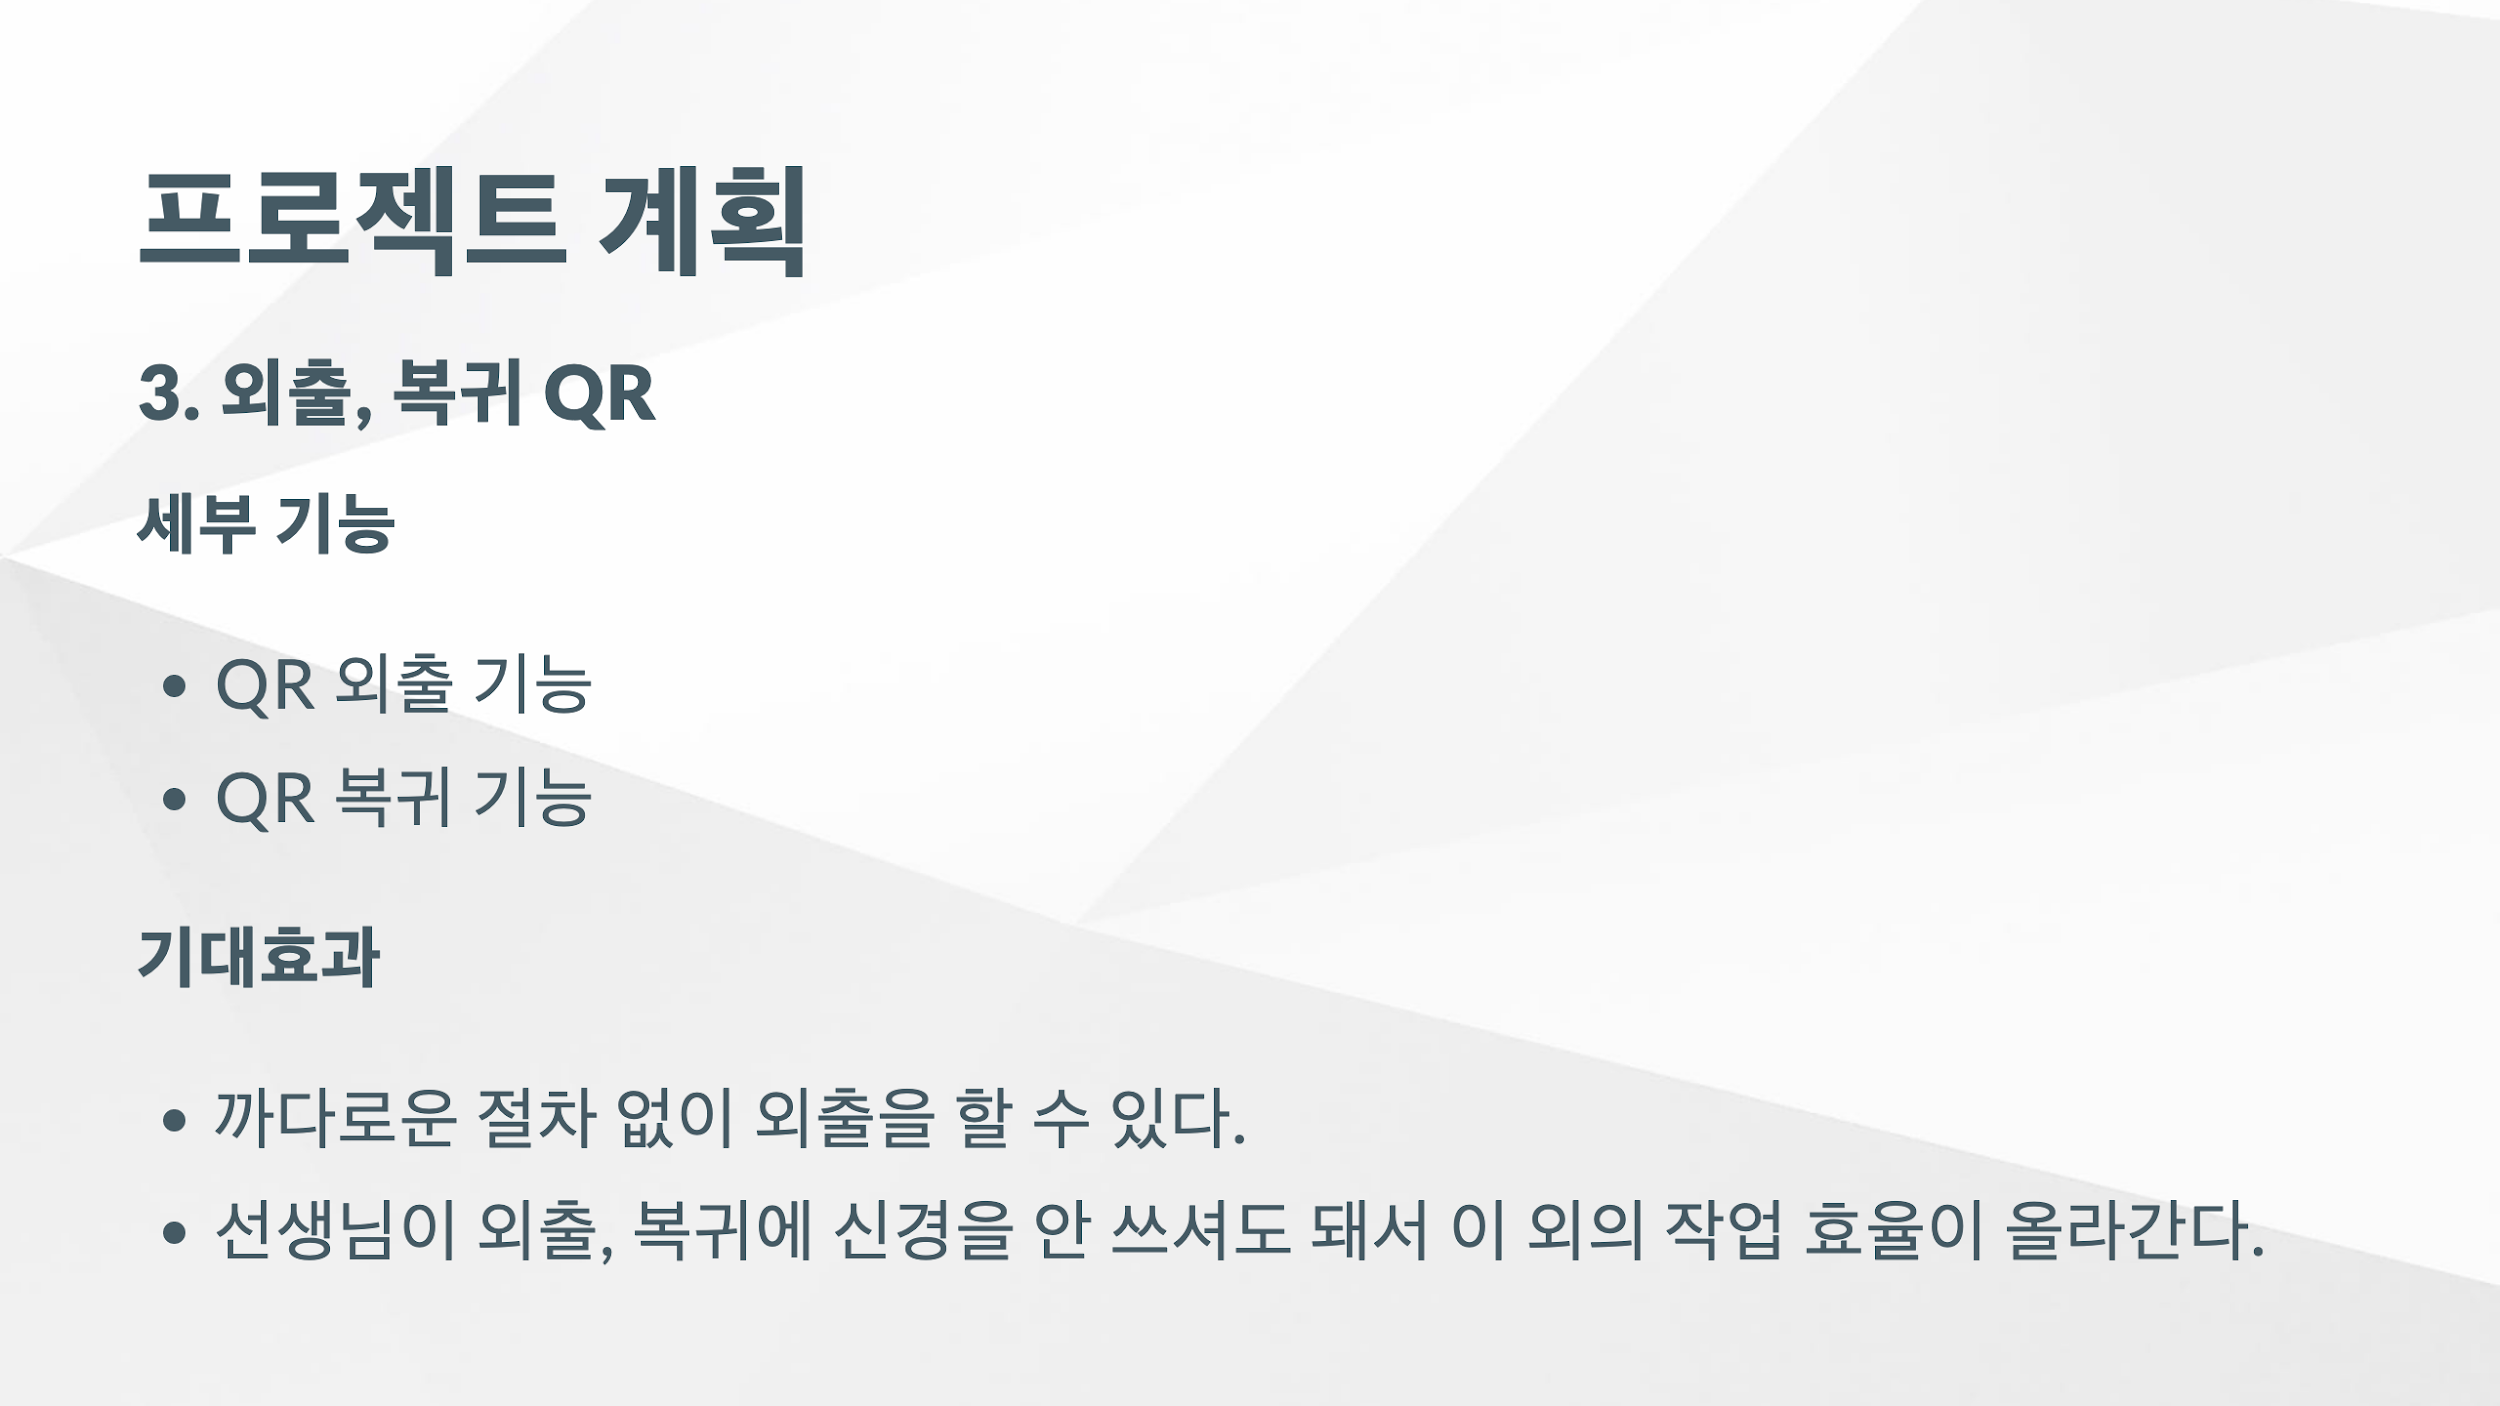 프로젝트 계획
3. 외출, 복귀 QR
세부 기능
• QR 외출 기능
• QR 복귀 기능
기대효과
• 까다로운 절차 없이 외출을 할 수 있다.
• 선생님이 외출, 복귀에 신경을 안 쓰셔도 돼서 이 외의 작업 효율이 올라간다.